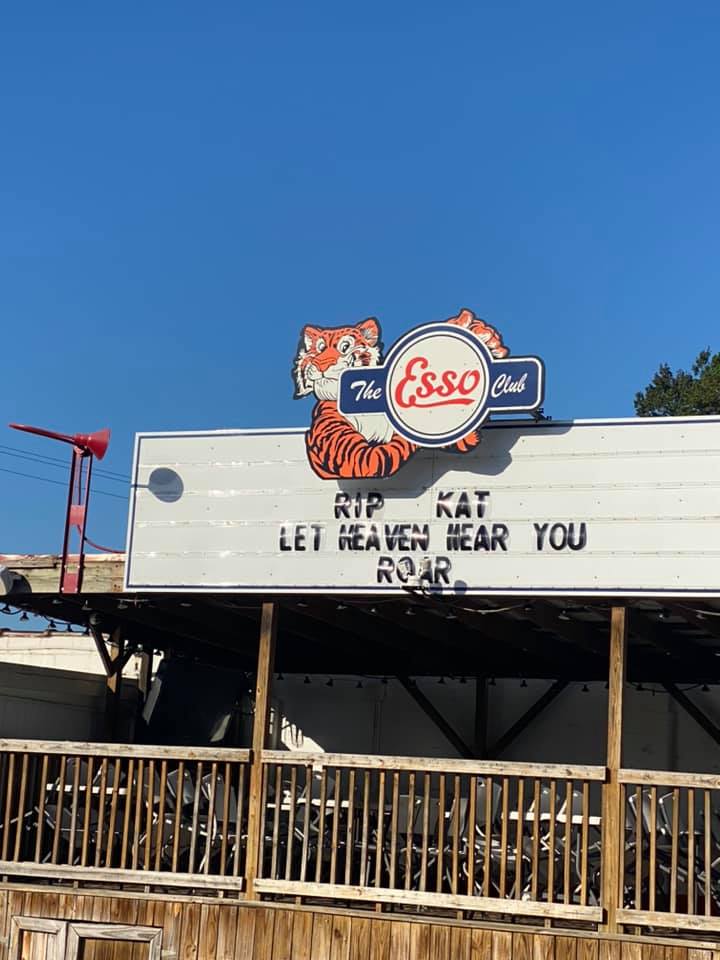 The Esso Club
RIP KAT
LET HEAVEN HEAR YOU
ROAR